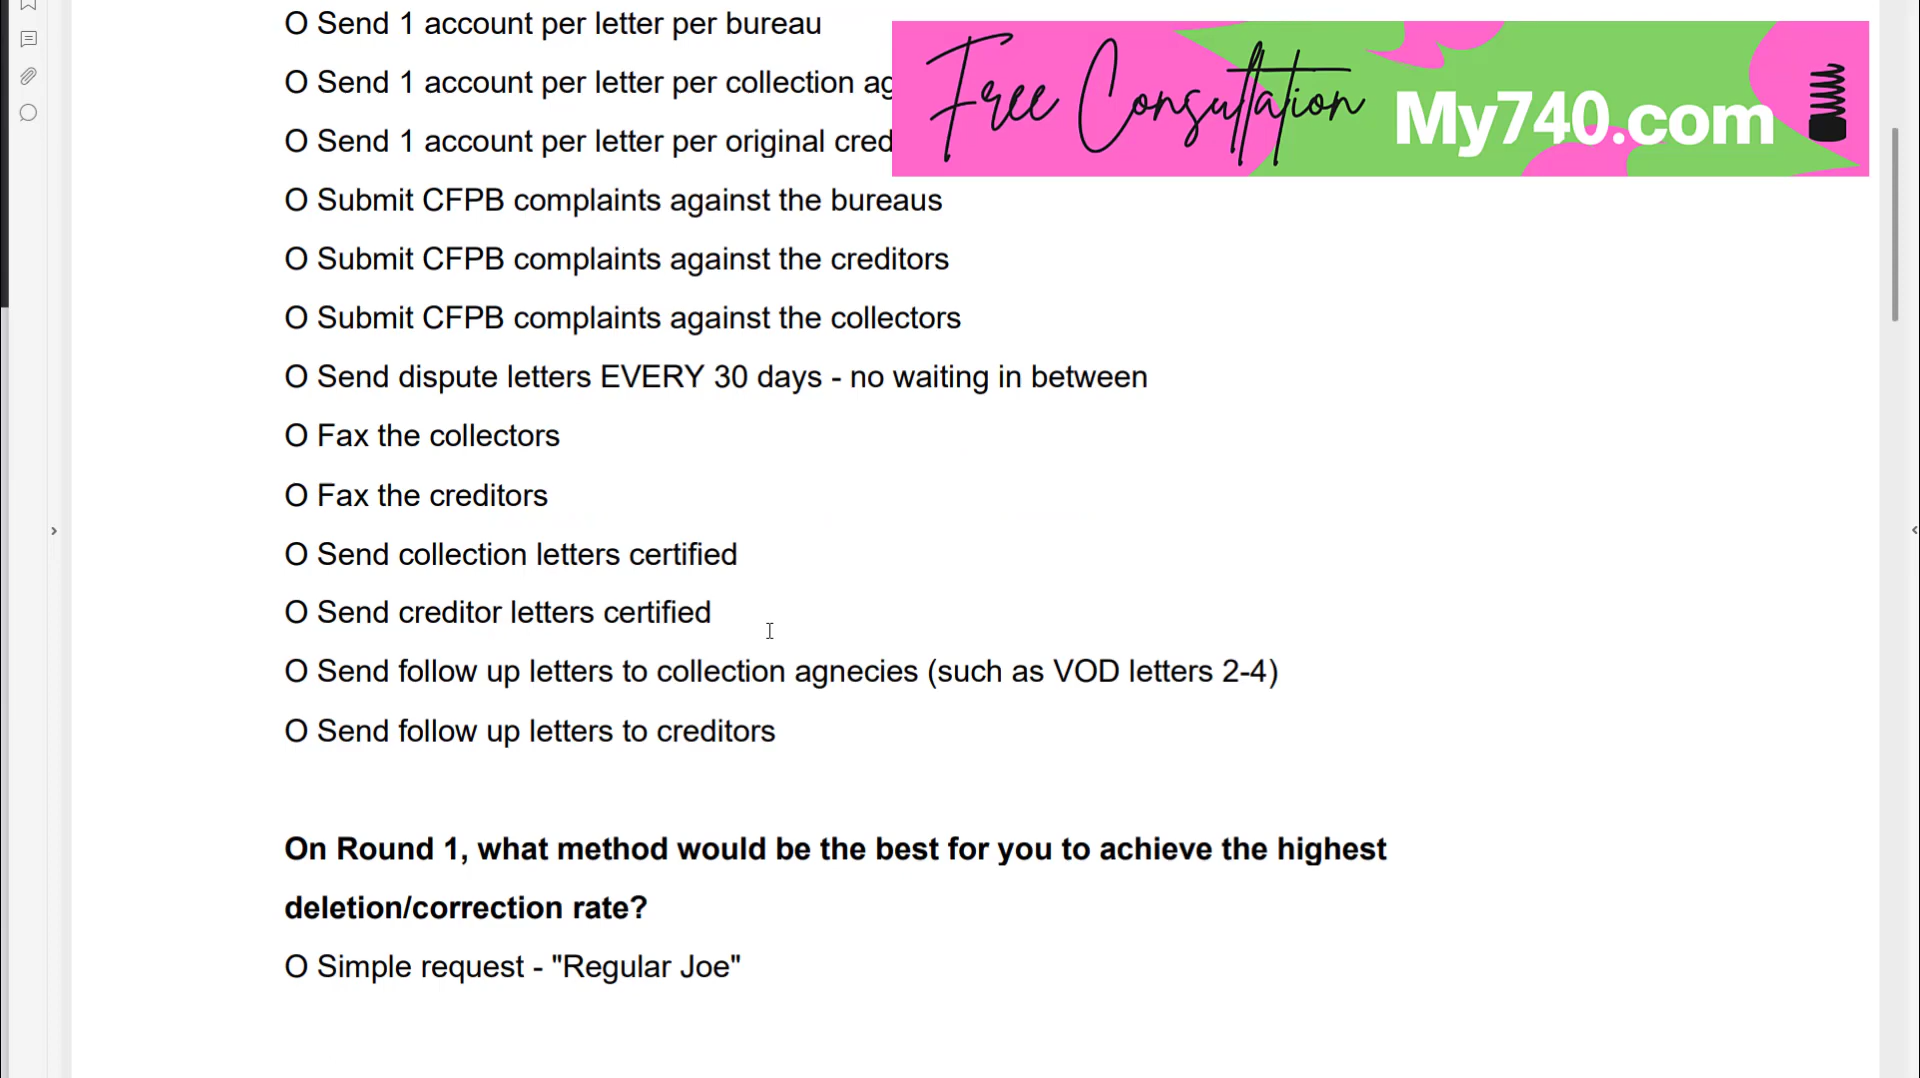 O Send 1 account per letter per bureau
O Send 1 account per letter per collection ag
O Send 1 account per letter per original cred
Free Consultation My740.com
O Submit CFPB complaints against the bureaus
O Submit CFPB complaints against the creditors
O Submit CFPB complaints against the collectors
O Send dispute letters EVERY 30 days - no waiting in between
O Fax the collectors
O Fax the creditors
O Send collection letters certified
O Send creditor letters certified
O Send follow up letters to collection agnecies (such as VOD letters 2-4)
O Send follow up letters to creditors
On Round 1, what method would be the best for you to achieve the highest
deletion/correction rate?
O Simple request - "Regular Joe"